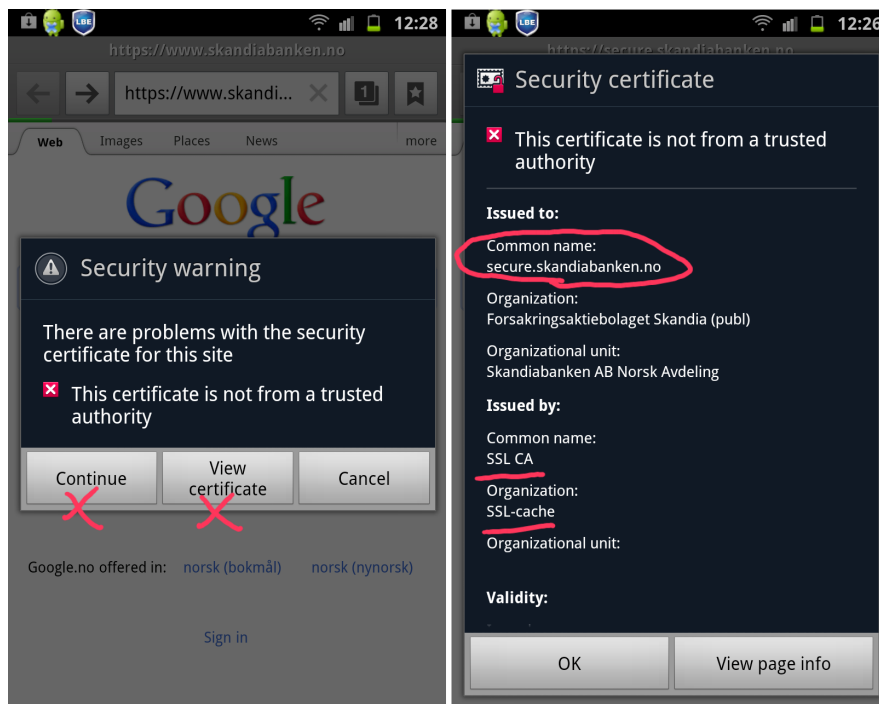 LBE
12:28
https://www.skandiabanken.no
https://www.skandi...
1
Web
Images
Places
News
more
Google
Security warning
There are problems with the security
certificate for this site
This certificate is not from a trusted
authority
Continue
View
certificate
Cancel
Google.no offered in:
norsk (bokmål)
norsk (nynorsk)
Sign in
LBE
12:26
https://secure.skandiabanken.no
Security certificate
This certificate is not from a trusted
authority
Issued to:
Common name:
secure.skandiabanken.no
Organization:
Forsakringsaktiebolaget Skandia (publ)
Organizational unit:
Skandiabanken AB Norsk Avdeling
Issued by:
Common name:
SSL CA
Organization:
SSL-cache
Organizational unit:
Validity:
OK
View page info